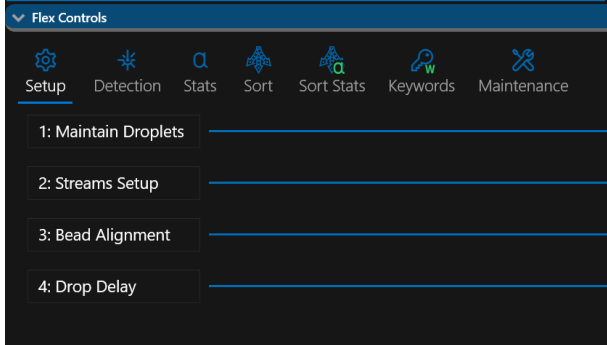 Flex Controls
Setup Detection Stats Sort Sort Stats Keywords Maintenance
1: Maintain Droplets
2: Streams Setup
3: Bead Alignment
4: Drop Delay